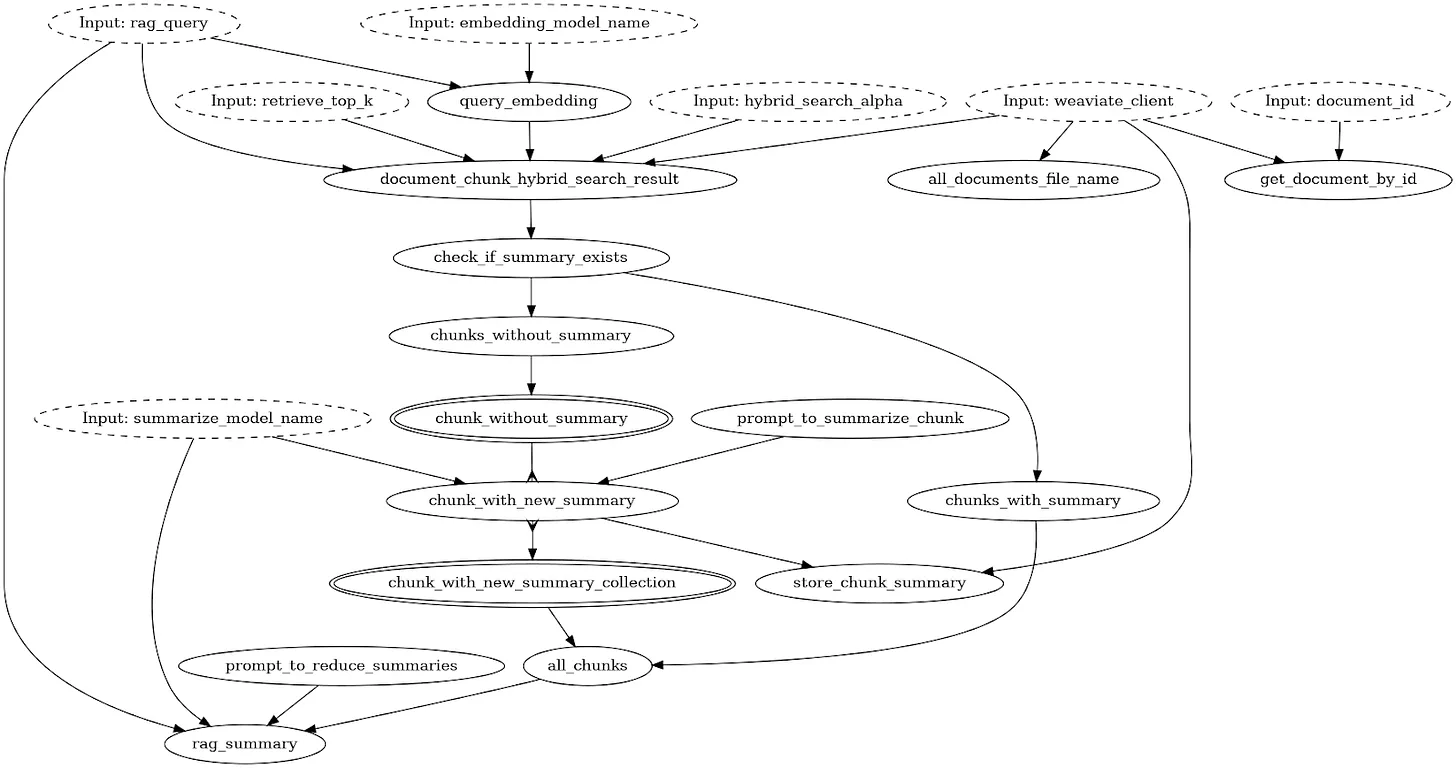 Input: rag_query
Input: embedding_model_name
Input: retrieve_top_k
query_embedding
Input: hybrid_search_alpha
Input: weaviate_client
Input: document_id
document_chunk_hybrid_search_result
all_documents_file_name
get_document_by_id
check_if_summary_exists
chunks_without_summary
Input: summarize_model_name
chunk_without_summary
prompt_to_summarize_chunk
chunk_with_new_summary
chunks_with_summary
chunk_with_new_summary_collection
store_chunk_summary
prompt_to_reduce_summaries
all_chunks
rag_summary